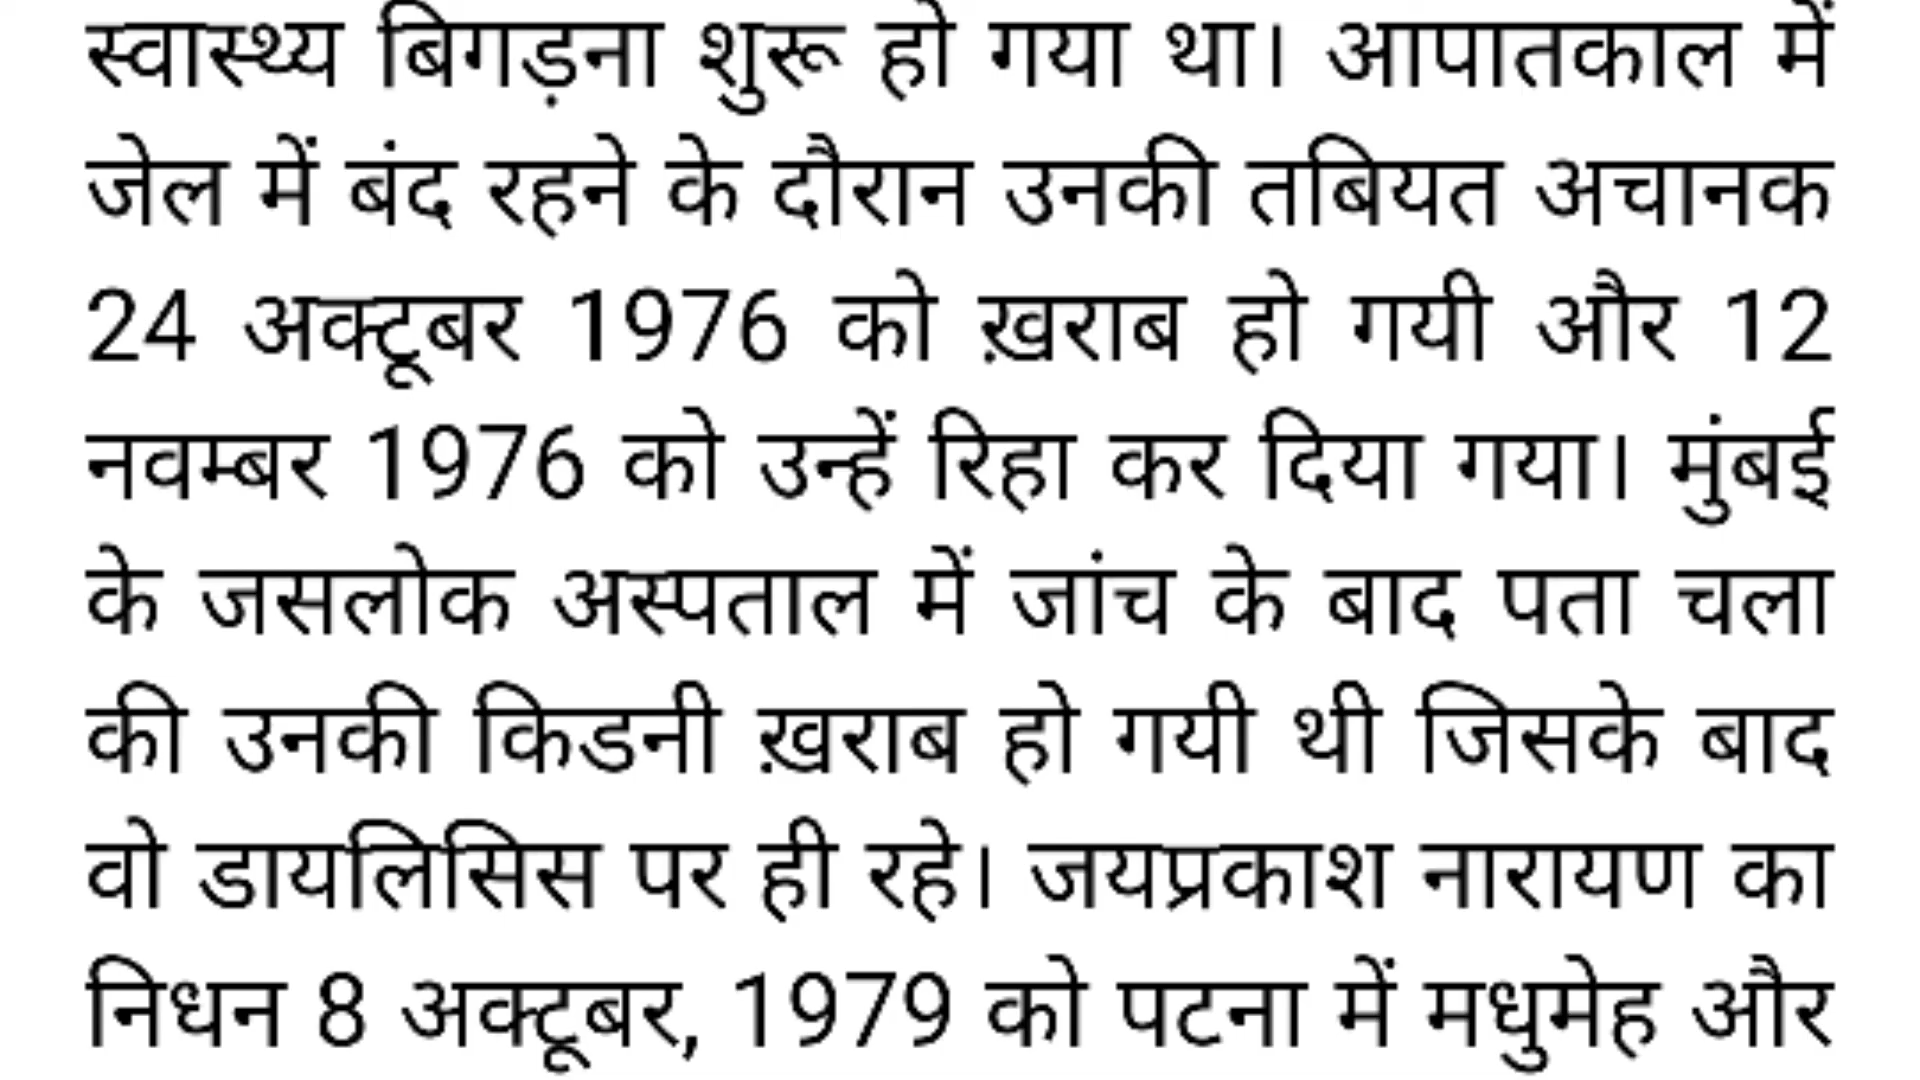 स्वास्थ्य बिगड़ना शुरू हो गया था। आपातकाल में
जेल में बंद रहने के दौरान उनकी तबियत अचानक
24 अक्टूबर 1976 को ख़राब हो गयी और 12
नवम्बर 1976 को उन्हें रिहा कर दिया गया। मुंबई
के जसलोक अस्पताल में जांच के बाद पता चला
की उनकी किडनी ख़राब हो गयी थी जिसके बाद
वो डायलिसिस पर ही रहे। जयप्रकाश नारायण का
निधन 8 अक्टूबर, 1979 को पटना में मधुमेह और